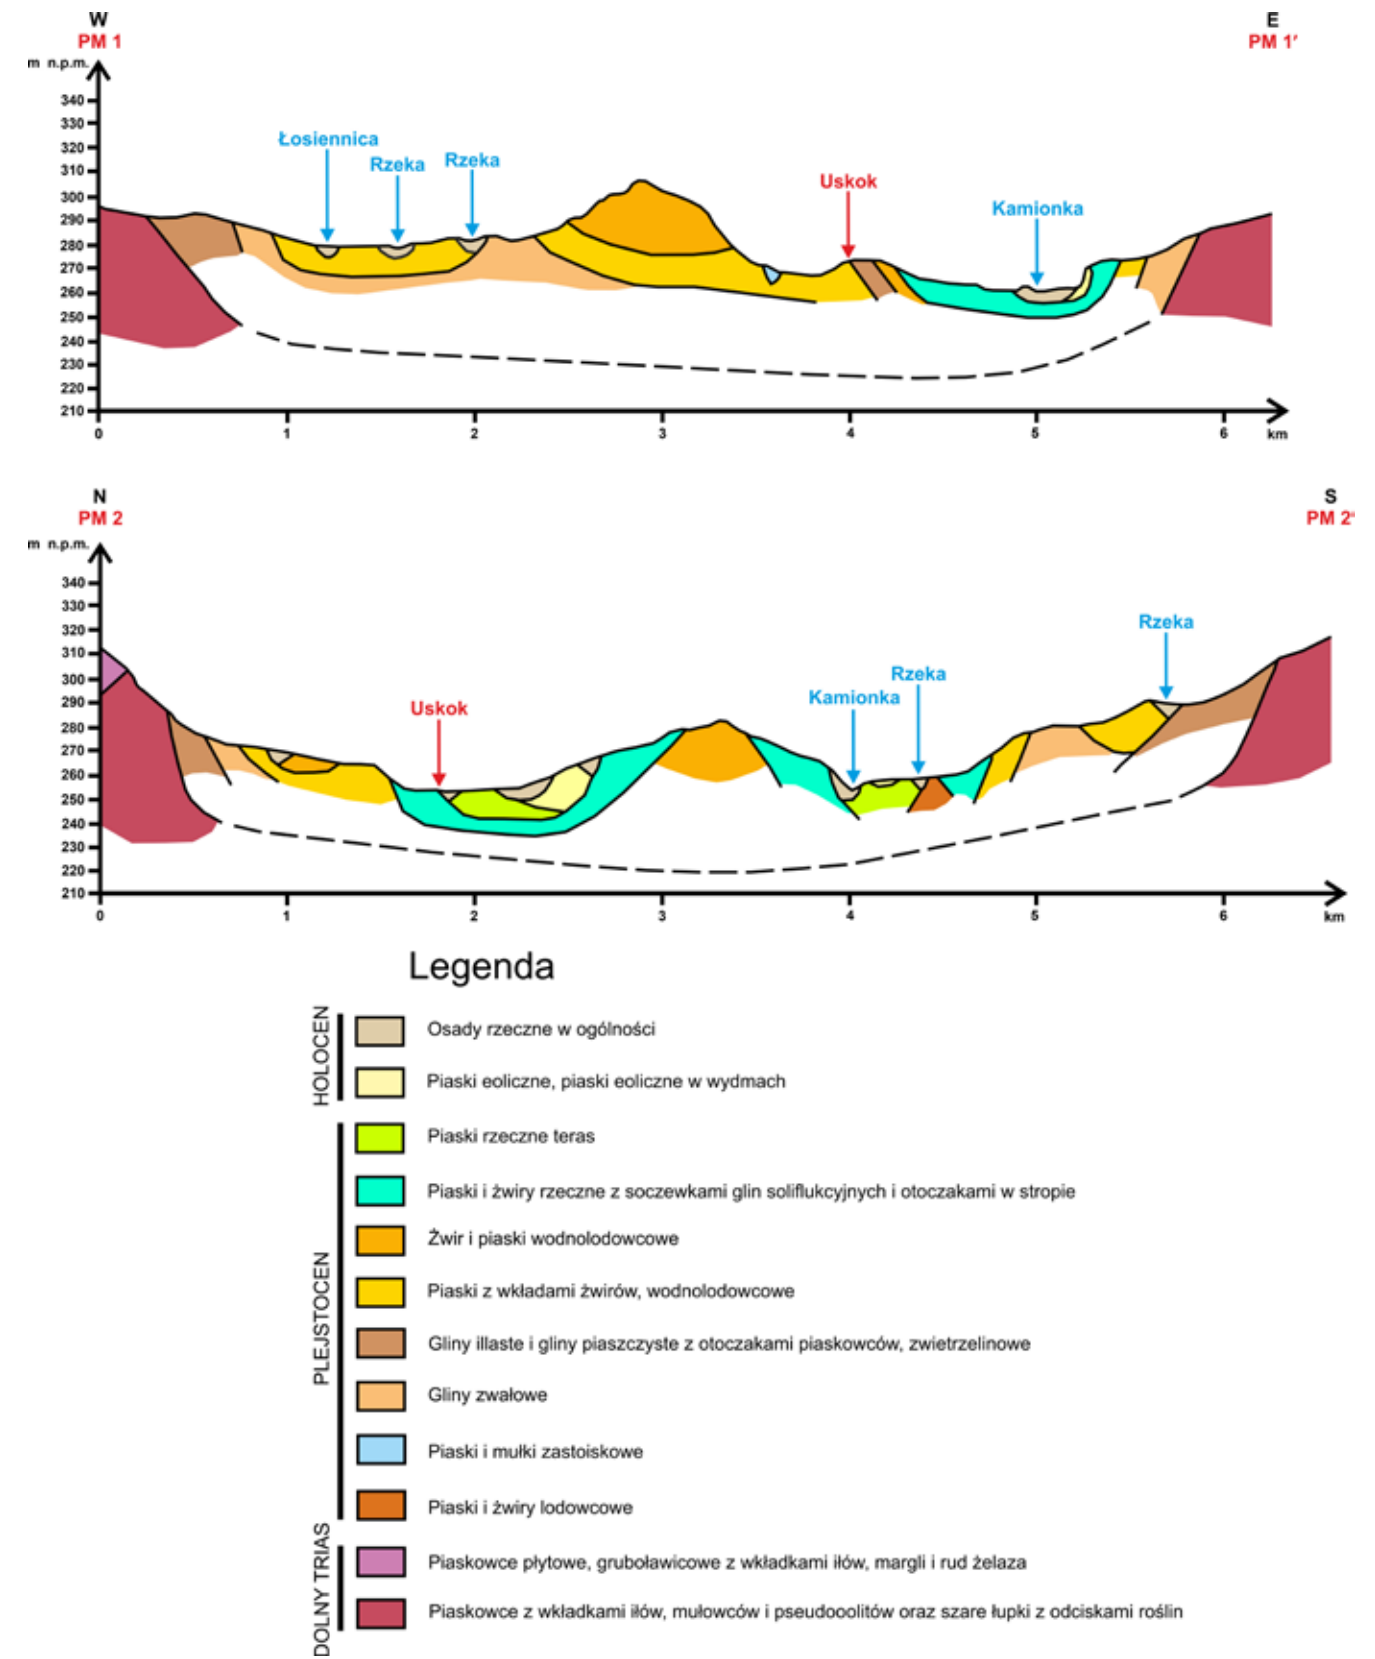 W
E
PM 1
PM 1'
m n.p.m.
340
330
320
310
300
290
280
270
260
250
240
230
220
210
Łosiennica
Rzeka
Rzeka
Uskok
Kamionka
0
1
2
3
4
5
6
km
N
S
PM 2
PM 2"
m n.p.m.
340
330
320
310
300
290
280
270
260
250
240
230
220
210
Uskok
Kamionka
Rzeka
Rzeka
0
1
2
3
4
5
6
km
Legenda
HOLOCEN
Osady rzeczne w ogólności
Piaski eoliczne, piaski eoliczne w wydmach
PLEJSTOCEN
Piaski rzeczne teras
Piaski i żwiry rzeczne z soczewkami glin soliflukcyjnych i otoczakami w stropie
Żwir i piaski wodnolodowcowe
Piaski z wkładami żwirów, wodnolodowcowe
Gliny illaste i gliny piaszczyste z otoczakami piaskowców, zwietrzelinowe
Gliny zwałowe
Piaski i mułki zastoiskowe
Piaski i żwiry lodowcowe
DOLNY TRIAS
Piaskowce płytowe, gruboławicowe z wkładkami iłów, margli i rud żelaza
Piaskowce z wkładkami iłów, mułowców i pseudooolitów oraz szare łupki z odciskami roślin